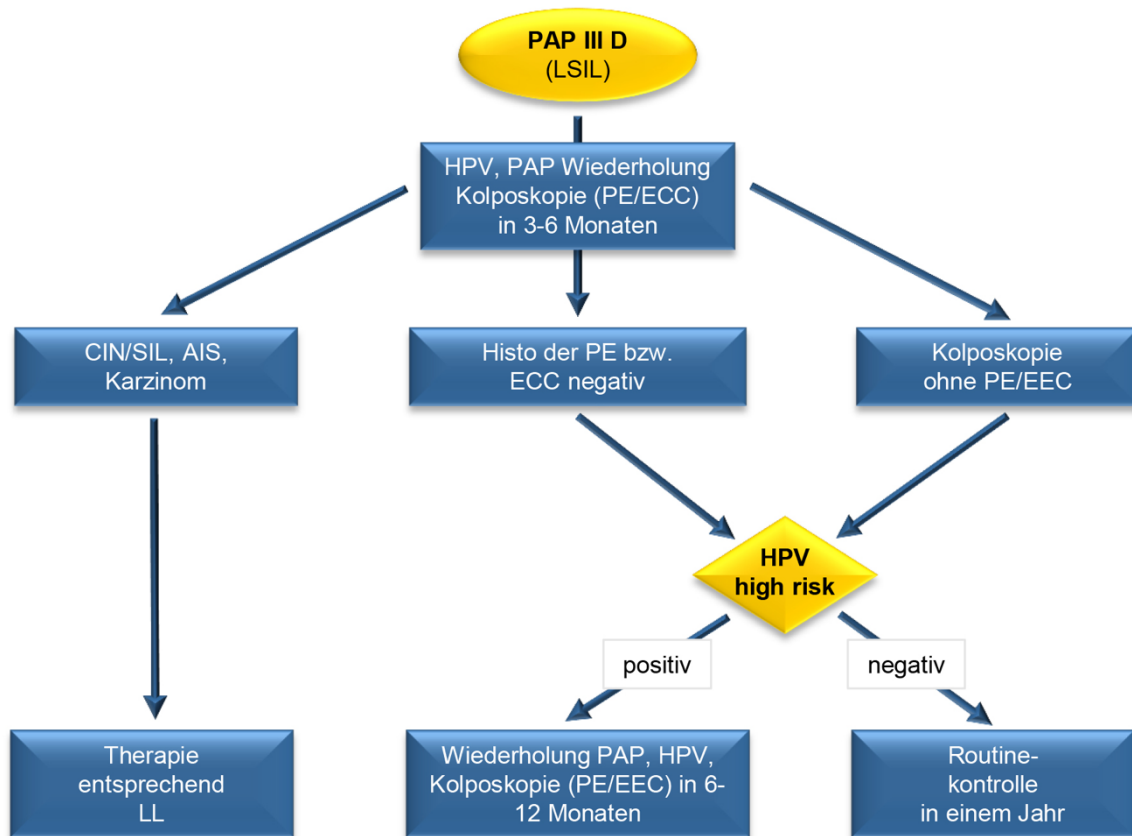 PAP III D
(LSIL)
HPV, PAP Wiederholung
Kolposkopie (PE/ECC)
in 3-6 Monaten
CIN/SIL, AIS,
Karzinom
Histo der PE bzw.
ECC negativ
Kolposkopie
ohne PE/EEC
HPV
high risk
positiv
negativ
Therapie
entsprechend
LL
Wiederholung PAP, HPV,
Kolposkopie (PE/EEC) in 6-
12 Monaten
Routine-
kontrolle
in einem Jahr